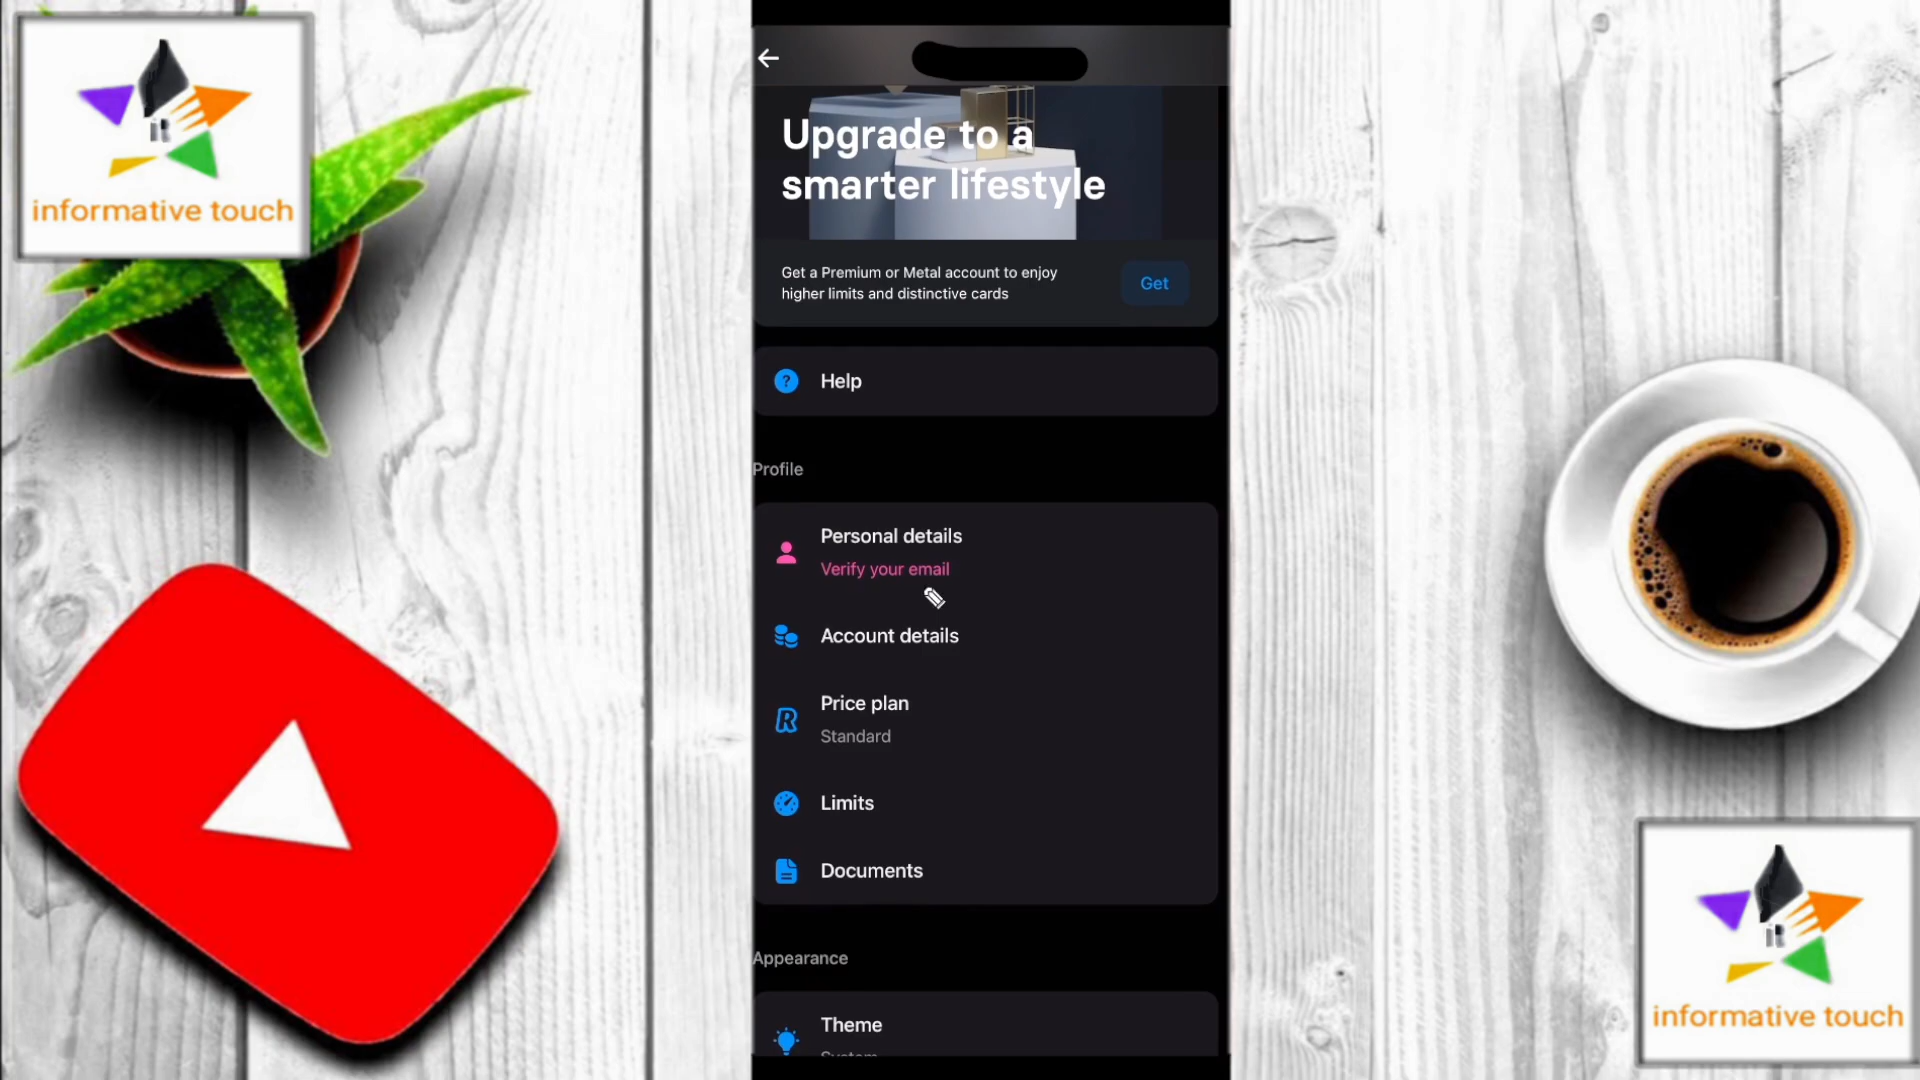 informative touch
Upgrade to a
smarter lifestyle
Get a Premium or Metal account to enjoy
higher limits and distinctive cards
Get
Help
Profile
Personal details
Verify your email
Account details
Price plan
Standard
Limits
Documents
Appearance
Theme
System
informative touch